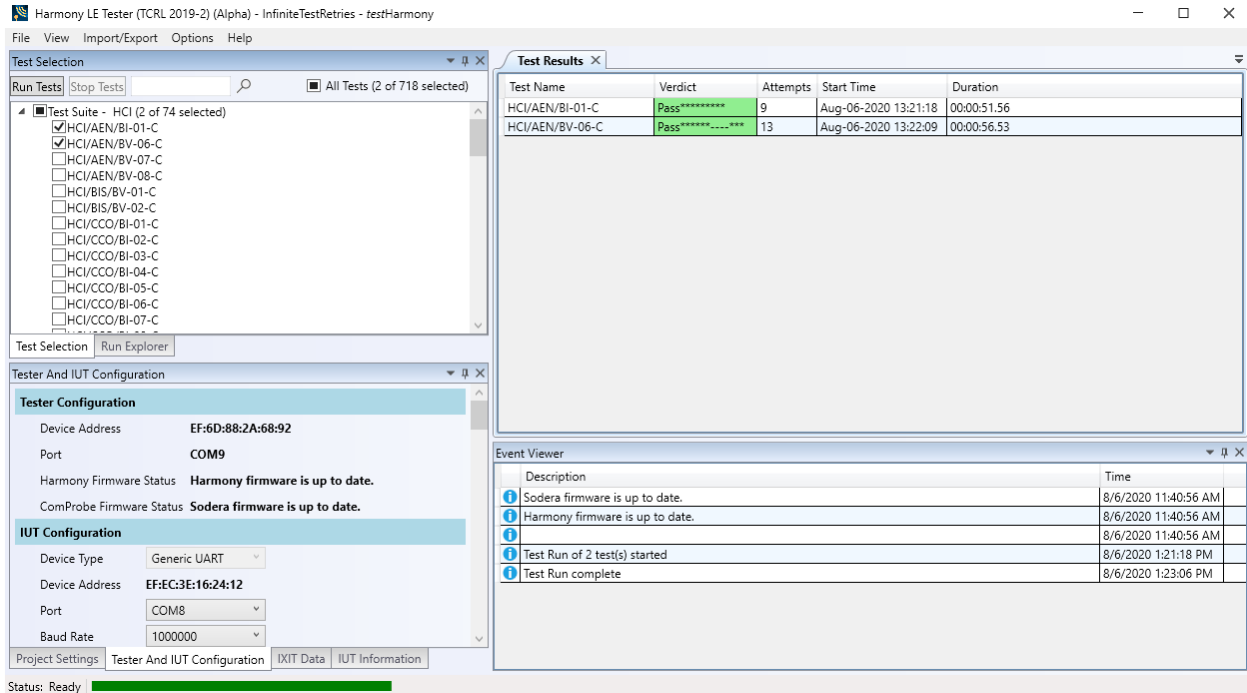 Harmony LE Tester (TCRL 2019-2) (Alpha) - InfiniteTestRetries - testHarmony
File View Import/Export Options Help
Test Selection
Run Tests Stop Tests All Tests (2 of 718 selected)
Test Suite - HCI (2 of 74 selected)
HCI/AEN/BI-01-C
HCI/AEN/BV-06-C
HCI/AEN/BV-07-C
HCI/AEN/BV-08-C
HCI/BIS/BV-01-C
HCI/BIS/BV-02-C
HCI/CCO/BI-01-C
HCI/CCO/BI-02-C
HCI/CCO/BI-03-C
HCI/CCO/BI-04-C
HCI/CCO/BI-05-C
HCI/CCO/BI-06-C
HCI/CCO/BI-07-C
Test Selection Run Explorer
Tester And IUT Configuration
Tester Configuration
Device Address EF:6D:88:2A:68:92
Port COM9
Harmony Firmware Status Harmony firmware is up to date.
ComProbe Firmware Status Sodera firmware is up to date.
IUT Configuration
Device Type Generic UART
Device Address EF:EC:3E:16:24:12
Port COM8
Baud Rate 1000000
Project Settings Tester And IUT Configuration IXIT Data IUT Information
Status: Ready
Test Results
Test Name Verdict Attempts Start Time Duration
HCI/AEN/BI-01-C Pass********* 9 Aug-06-2020 13:21:18 00:00:51.56
HCI/AEN/BV-06-C Pass******----*** 13 Aug-06-2020 13:22:09 00:00:56.53
Event Viewer
Description Time
Sodera firmware is up to date. 8/6/2020 11:40:56 AM
Harmony firmware is up to date. 8/6/2020 11:40:56 AM
8/6/2020 11:40:56 AM
Test Run of 2 test(s) started 8/6/2020 1:21:18 PM
Test Run complete 8/6/2020 1:23:06 PM